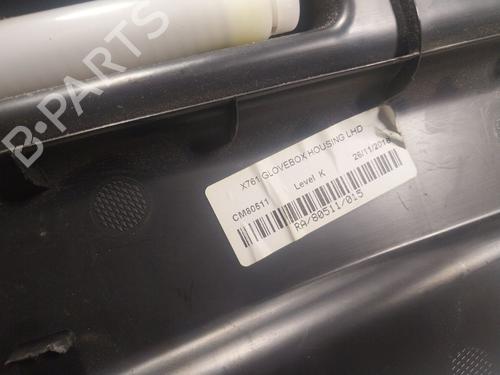 B-PARTS
X761 GLOVEBOX HOUSING LHD
CM80511
Level K
26/11/2018
RA/80511/015